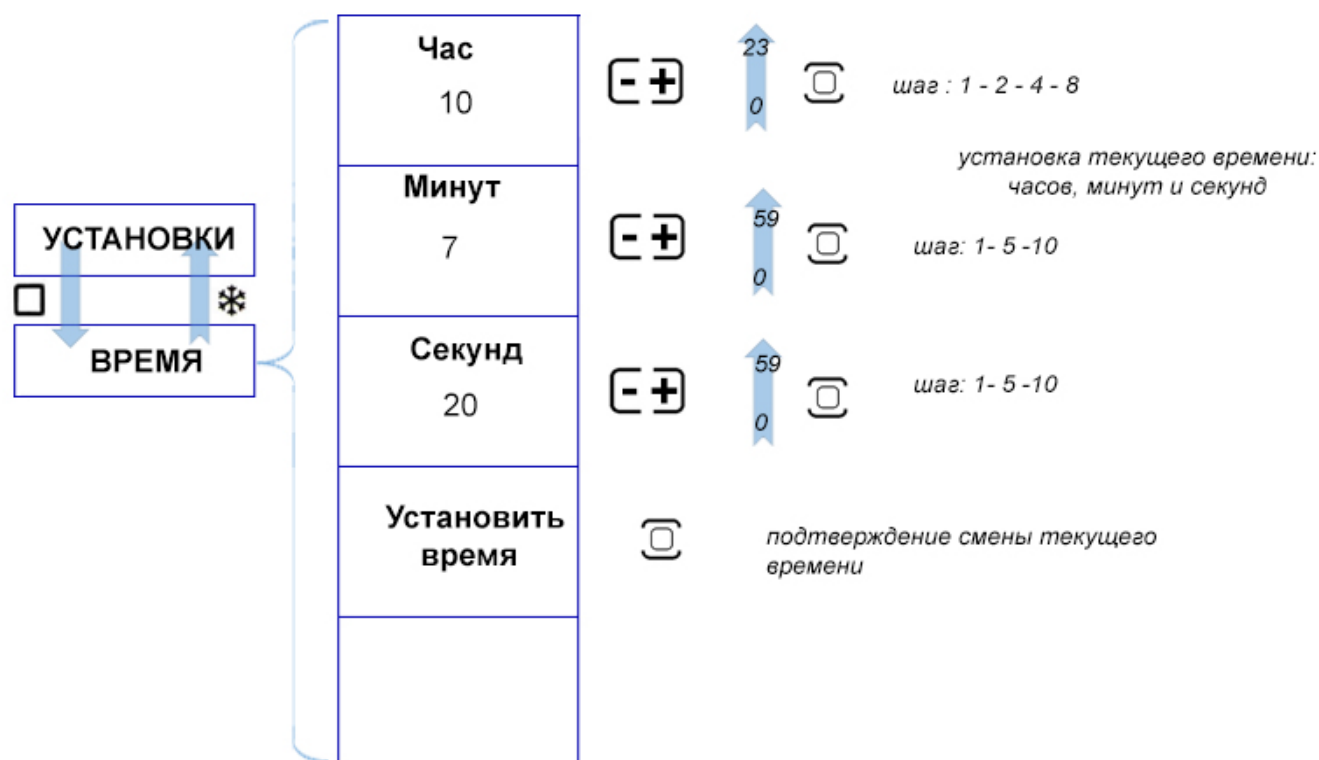 УСТАНОВКИ
ВРЕМЯ
Час
10
23
0
шаг : 1 - 2 - 4 - 8
установка текущего времени:
часов, минут и секунд
Минут
7
59
0
шаг: 1- 5 -10
Секунд
20
59
0
шаг: 1- 5 -10
Установить
время
подтверждение смены текущего
времени